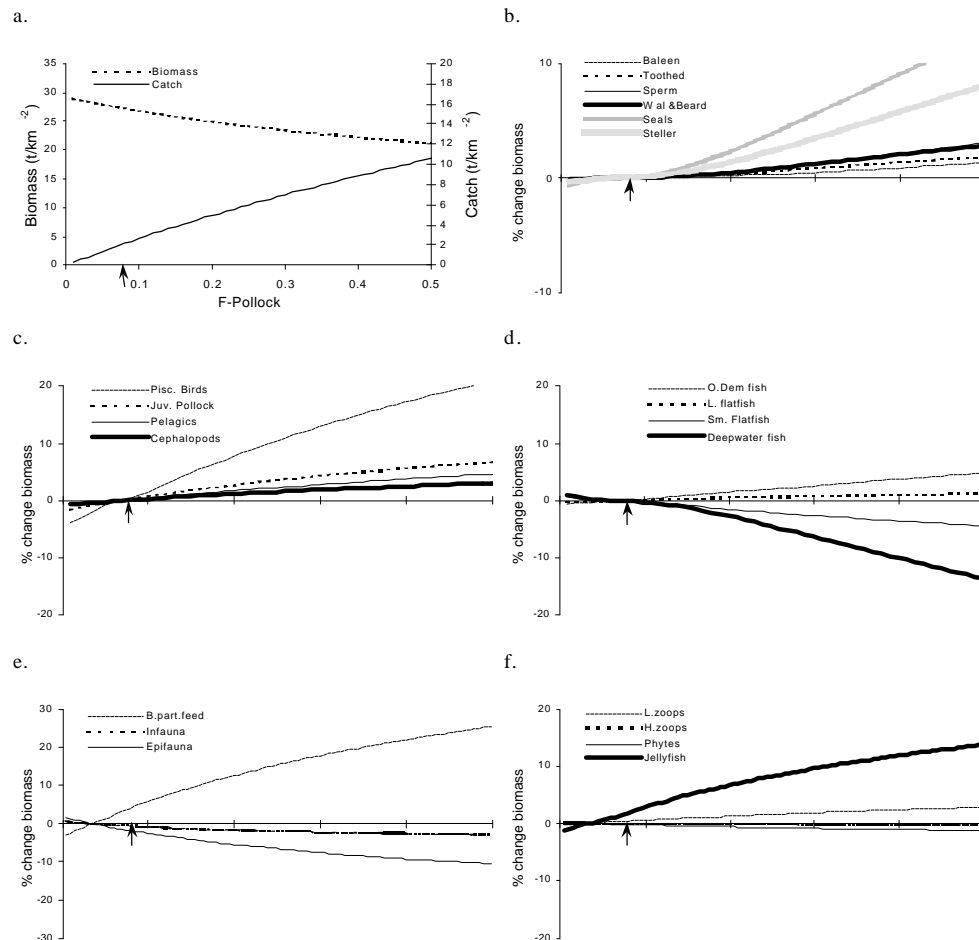 a.
Biomass
Catch
35
30
25
20
15
10
5
0
Biomass (t/km -2)
20
18
16
14
12
10
8
6
4
2
0
Catch (t/km -2)
0
0.1
0.2
0.3
0.4
0.5
F-Pollock
b.
Baleen
Toothed
Sperm
Wal &Beard
Seals
Steller
10
0
-10
% change biomass
c.
Pisc. Birds
Juv. Pollock
Pelagics
Cephalopods
20
10
0
-10
-20
% change biomass
d.
O.Dem fish
L. flatfish
Sm. Flatfish
Deepwater fish
20
10
0
-10
-20
% change biomass
e.
B.part.feed
Infauna
Epifauna
30
20
10
0
-10
-20
-30
% change biomass
f.
L.zoops
H.zoops
Phytes
Jellyfish
20
10
0
-10
-20
% change biomass